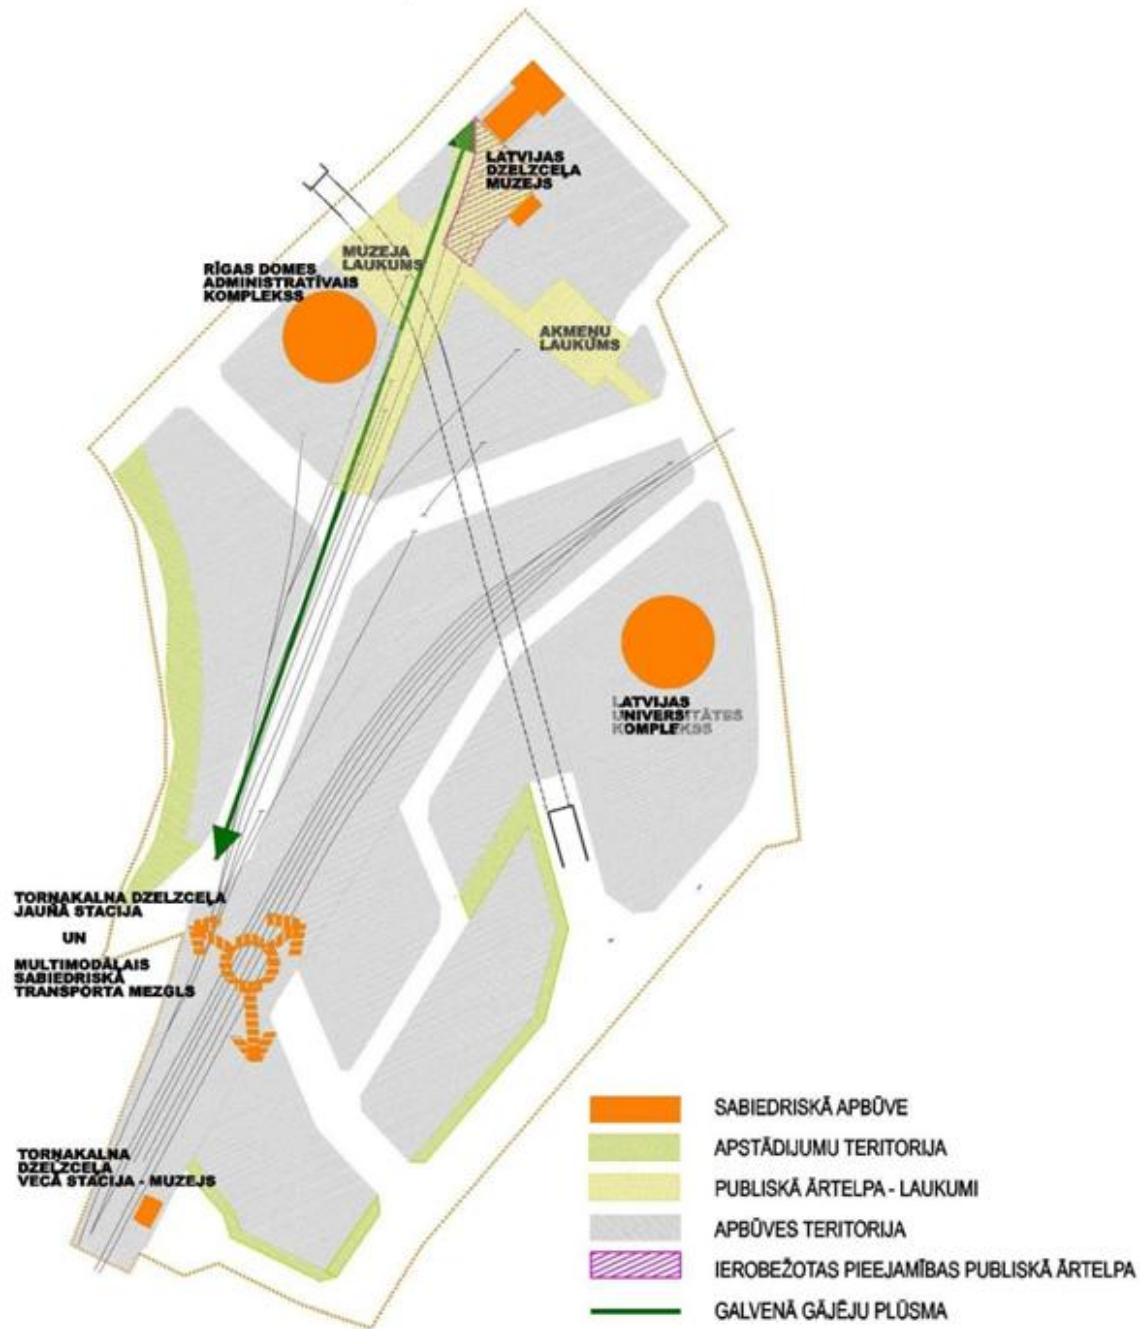 LATVIJAS
DZELZCEĻA
MUZEJS
MUZEJA
LAUKUMS
RĪGAS DOMES
ADMINISTRATĪVAIS
KOMPLEKSS
AKMEŅU
LAUKUMS
LATVIJAS
UNIVERSITĀTES
KOMPLEKSS
TORŅAKALNA DZELZCEĻA
JAUNĀ STACIJA
UN
MULTIMODĀLAIS
SABIEDRISKĀ
TRANSPORTA MEZGLS
TORŅAKALNA
DZELZCEĻA
VECĀ STACIJA - MUZEJS
SABIEDRISKĀ APBŪVE
APSTĀDĪJUMU TERITORIJA
PUBLISKĀ ĀRTELPA - LAUKUMI
APBŪVES TERITORIJA
IEROBEŽOTAS PIEEJAMĪBAS PUBLISKĀ ĀRTELPA
GALVENĀ GĀJĒJU PLŪSMA